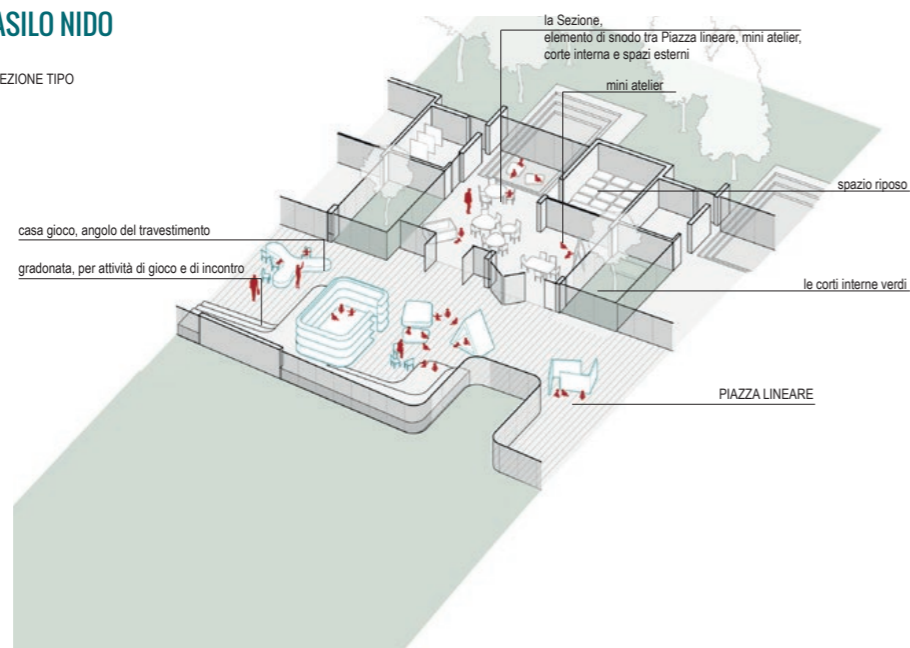 ASILO NIDO
EZIONE TIPO
la Sezione,
elemento di snodo tra Piazza lineare, mini atelier,
corte interna e spazi esterni
mini atelier
spazio riposo
casa gioco, angolo del travestimento
gradonata, per attività di gioco e di incontro
le corti interne verdi
PIAZZA LINEARE